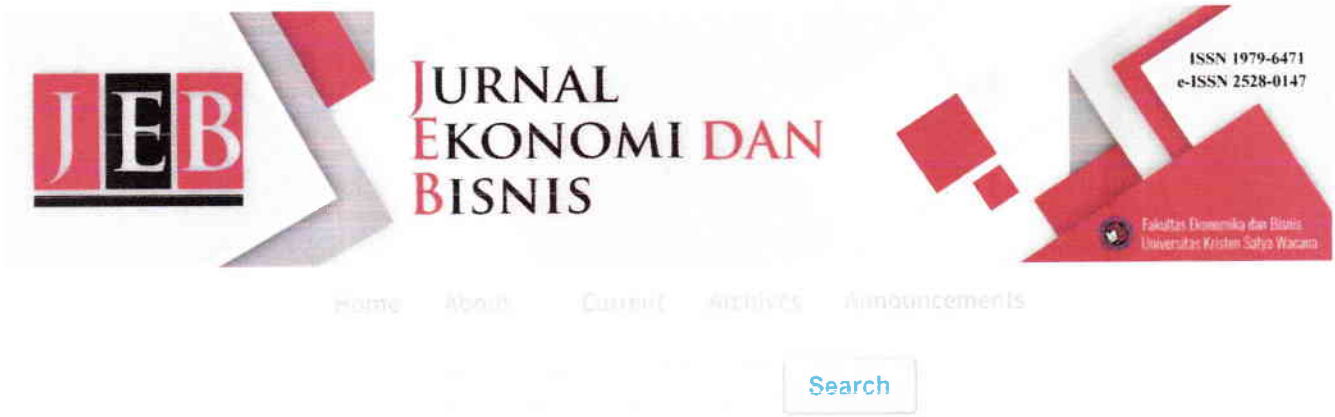 JEB
JURNAL
EKONOMI DAN
BISNIS
ISSN 1979-6471
e-ISSN 2528-0147
Fakultas Ekonomika dan Bisnis
Universitas Kristen Satya Wacana
Home About Current Archives Announcements
Search